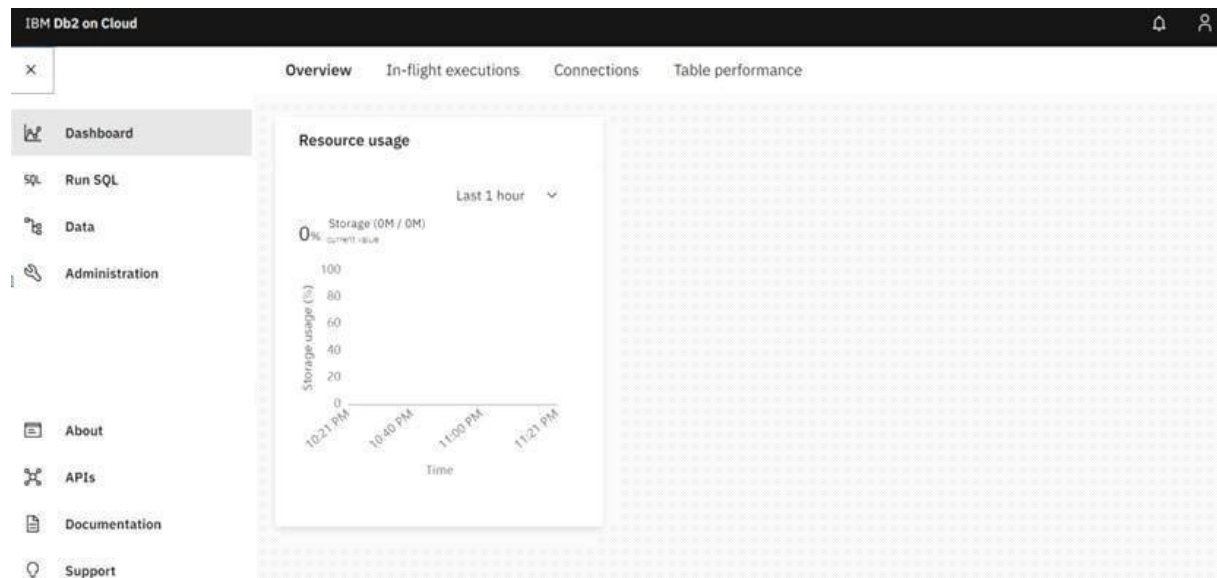 IBM Db2 on Cloud
Overview In-flight executions Connections Table performance
Dashboard
SQL Run SQL
Data
Administration
About
APIs
Documentation
Support
Resource usage
Last 1 hour
0% Storage (0M / 0M)
current value
Storage usage (%)
100
80
60
40
20
0
10:21 PM 10:40 PM 11:00 PM 11:21 PM
Time